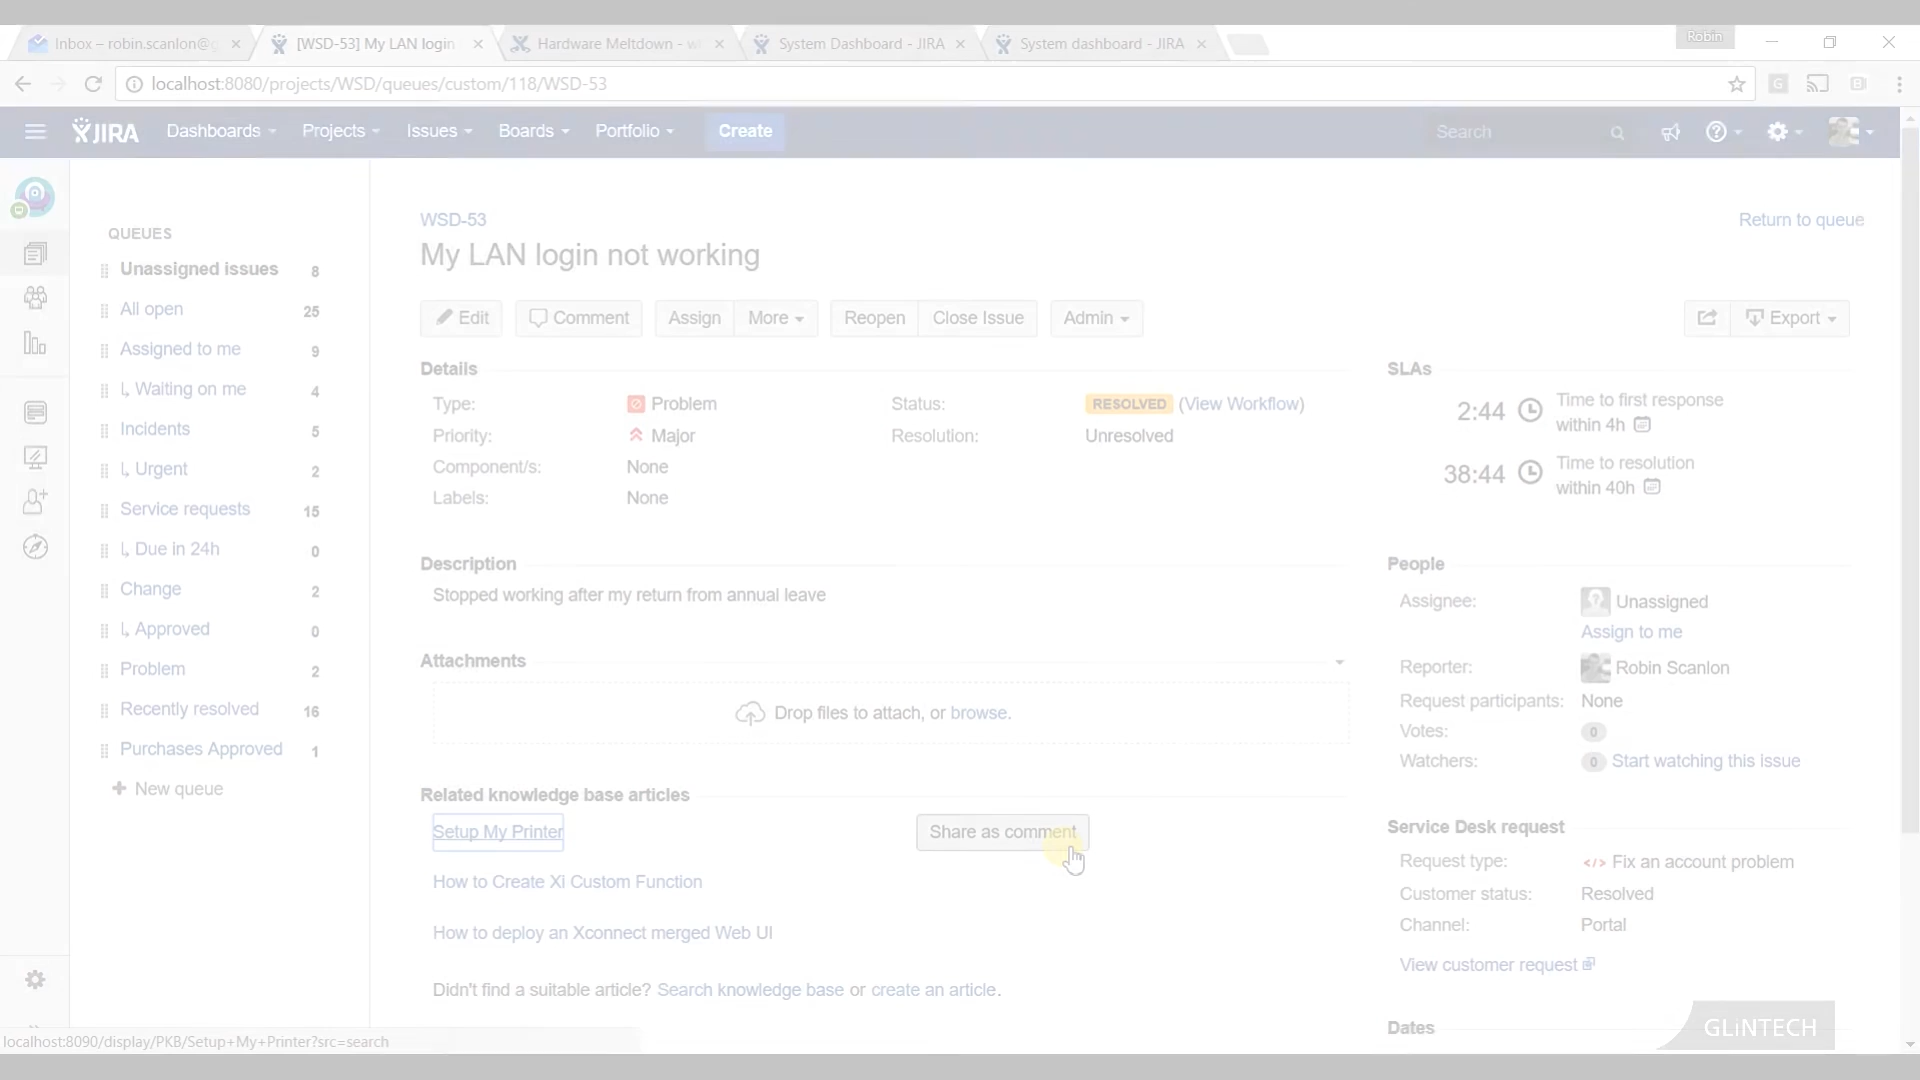 Robin
Inbox – robin.scanlon@g
[WSD-53] My LAN login
Hardware Meltdown - w
System Dashboard - JIRA
System dashboard - JIRA
localhost:8080/projects/WSD/queues/custom/118/WSD-53
JIRA
Dashboards
Projects
Issues
Boards
Portfolio
Create
Search
QUEUES
Unassigned issues 8
All open 25
Assigned to me 9
Waiting on me 4
Incidents 5
Urgent 2
Service requests 15
Due in 24h 0
Change 2
Approved 0
Problem 2
Recently resolved 16
Purchases Approved 1
+ New queue
WSD-53
Return to queue
My LAN login not working
Edit
Comment
Assign
More
Reopen
Close Issue
Admin
Export
Details
Type: Problem
Status: RESOLVED (View Workflow)
Priority: Major
Resolution: Unresolved
Component/s: None
Labels: None
Description
Stopped working after my return from annual leave
Attachments
Drop files to attach, or browse.
Related knowledge base articles
Setup My Printer
Share as comment
How to Create Xi Custom Function
How to deploy an Xconnect merged Web UI
Didn't find a suitable article? Search knowledge base or create an article.
SLAs
2:44 Time to first response
within 4h
38:44 Time to resolution
within 40h
People
Assignee: Unassigned
Assign to me
Reporter: Robin Scanlon
Request participants: None
Votes: 0
Watchers: 0 Start watching this issue
Service Desk request
Request type: </> Fix an account problem
Customer status: Resolved
Channel: Portal
View customer request
Dates
GLiNTECH
localhost:8090/display/PKB/Setup+My+Printer?src=search